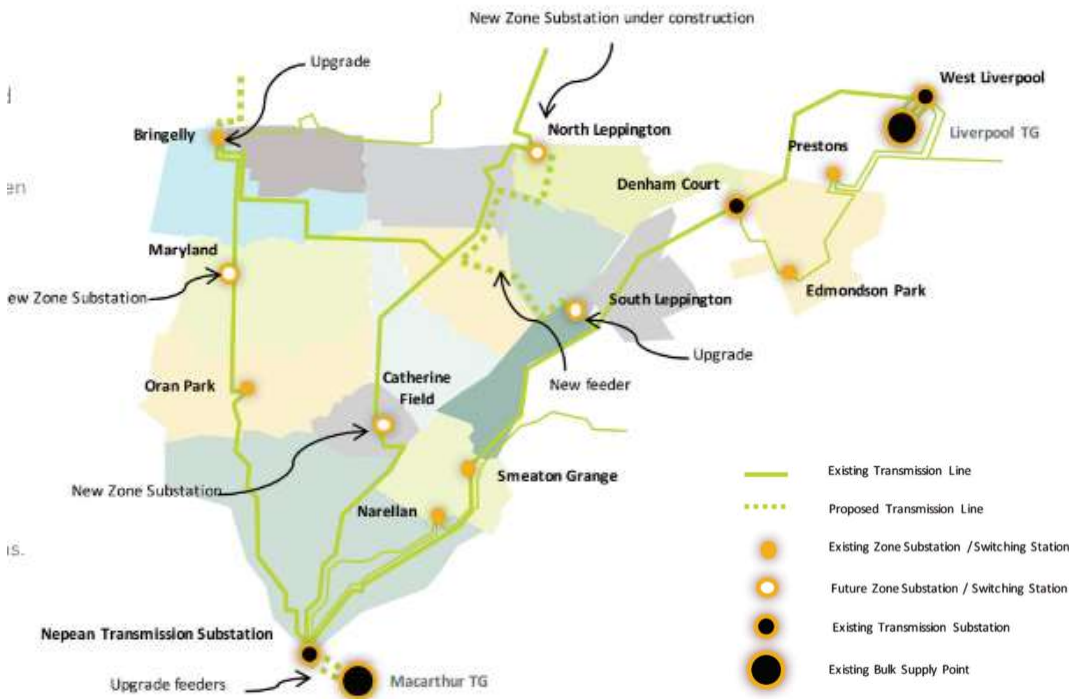 New Zone Substation under construction
Upgrade
West Liverpool
Bringelly
North Leppington
Liverpool TG
Prestons
Denham Court
en
Maryland
ew Zone Substation
South Leppington
Edmondson Park
Upgrade
Oran Park
Catherine
Field
New feeder
Smeaton Grange
New Zone Substation
Narellan
Existing Transmission Line
Proposed Transmission Line
Existing Zone Substation / Switching Station
Future Zone Substation / Switching Station
Existing Transmission Substation
Existing Bulk Supply Point
is.
Nepean Transmission Substation
Upgrade feeders
Macarthur TG